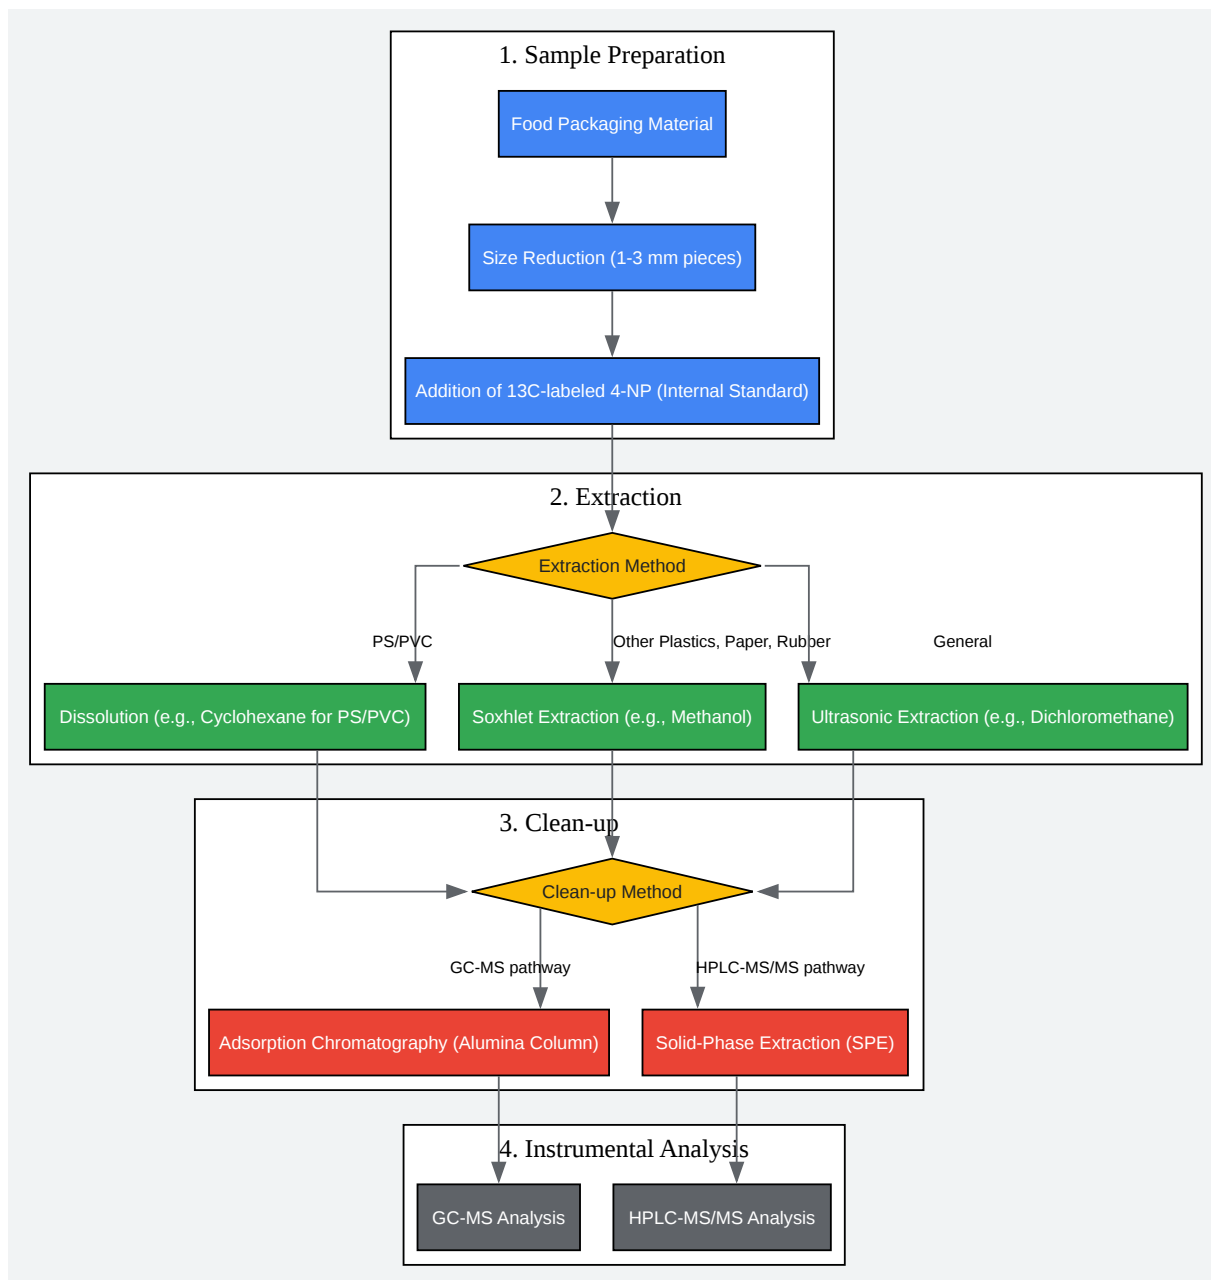 1. Sample Preparation
Food Packaging Material
Size Reduction (1-3 mm pieces)
Addition of 13C-labeled 4-NP (Internal Standard)
2. Extraction
Extraction Method
PS/PVC
Other Plastics, Paper, Rubber
General
Dissolution (e.g., Cyclohexane for PS/PVC)
Soxhlet Extraction (e.g., Methanol)
Ultrasonic Extraction (e.g., Dichloromethane)
3. Clean-up
Clean-up Method
GC-MS pathway
HPLC-MS/MS pathway
Adsorption Chromatography (Alumina Column)
Solid-Phase Extraction (SPE)
4. Instrumental Analysis
GC-MS Analysis
HPLC-MS/MS Analysis